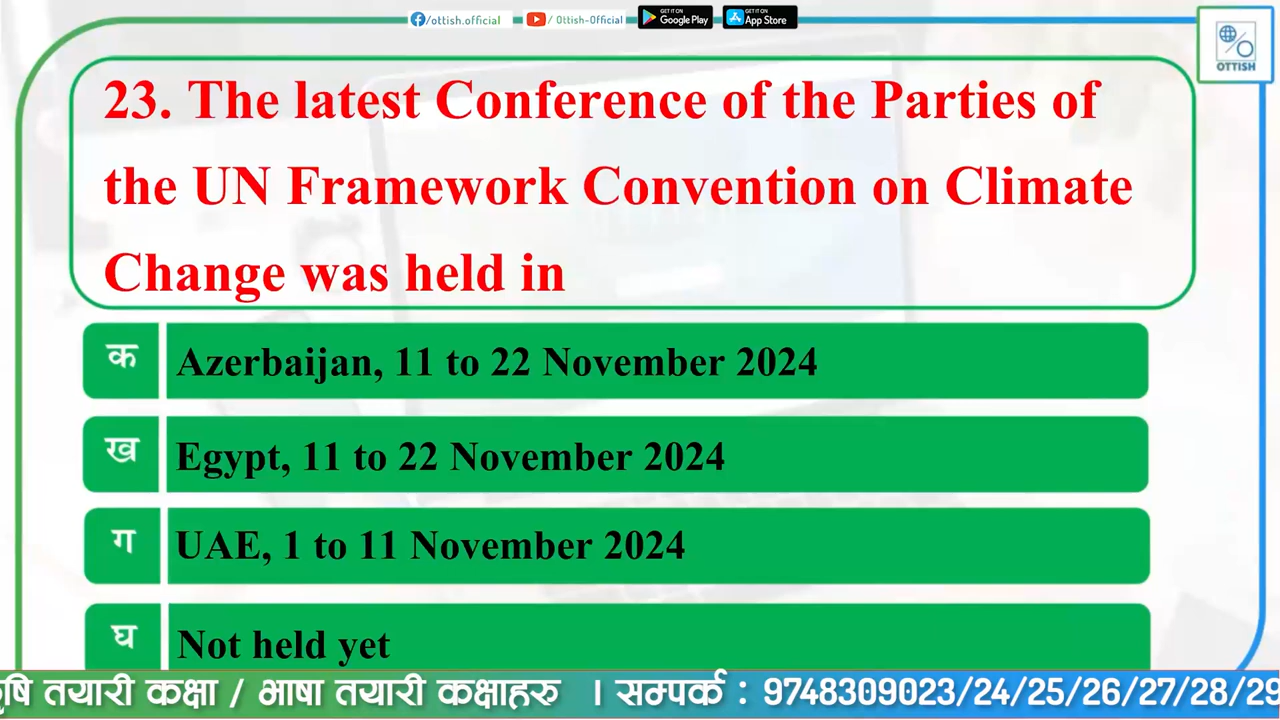 /ottish.official
/ Ottish-Official
GET IT ON
Google Play
GET IT ON
App Store
OTTISH
23. The latest Conference of the Parties of
the UN Framework Convention on Climate
Change was held in
क Azerbaijan, 11 to 22 November 2024
ख Egypt, 11 to 22 November 2024
ग UAE, 1 to 11 November 2024
घ Not held yet
तयारी कक्षा / भाषा तयारी कक्षाहरु । सम्पर्क : 9748309023/24/25/26/27/28/29